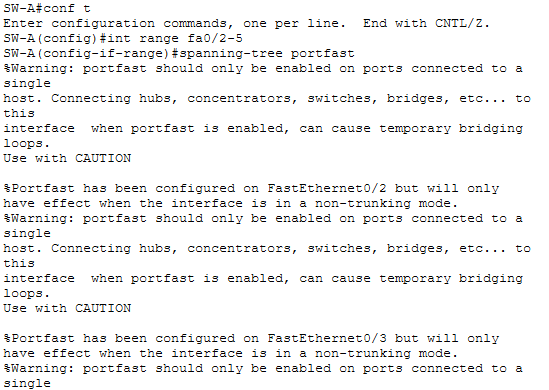 SW-A#conf t
Enter configuration commands, one per line.  End with CNTL/Z.
SW-A(config)#int range fa0/2-5
SW-A(config-if-range)#spanning-tree portfast
%Warning: portfast should only be enabled on ports connected to a
single
host. Connecting hubs, concentrators, switches, bridges, etc... to
this
interface  when portfast is enabled, can cause temporary bridging
loops.
Use with CAUTION

%Portfast has been configured on FastEthernet0/2 but will only
have effect when the interface is in a non-trunking mode.
%Warning: portfast should only be enabled on ports connected to a
single
host. Connecting hubs, concentrators, switches, bridges, etc... to
this
interface  when portfast is enabled, can cause temporary bridging
loops.
Use with CAUTION

%Portfast has been configured on FastEthernet0/3 but will only
have effect when the interface is in a non-trunking mode.
%Warning: portfast should only be enabled on ports connected to a
single